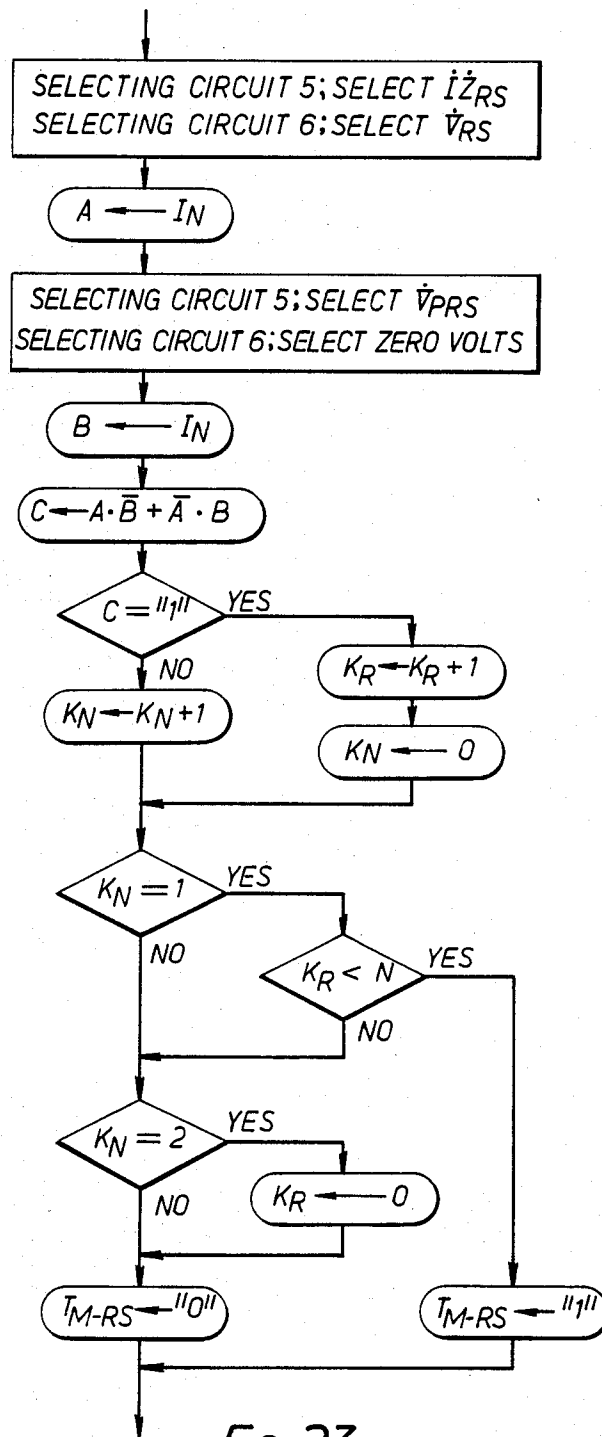 SELECTING CIRCUIT 5; SELECT İŻRS
SELECTING CIRCUIT 6; SELECT V̇RS
A ← IN
SELECTING CIRCUIT 5; SELECT V̇PRS
SELECTING CIRCUIT 6; SELECT ZERO VOLTS
B ← IN
C ← A·B̅ + A̅·B
C = "1"
YES
NO
KR ← KR + 1
KN ← KN + 1
KN ← 0
KN = 1
YES
NO
KR < N
YES
NO
KN = 2
YES
NO
KR ← 0
TM-RS ← "0"
TM-RS ← "1"